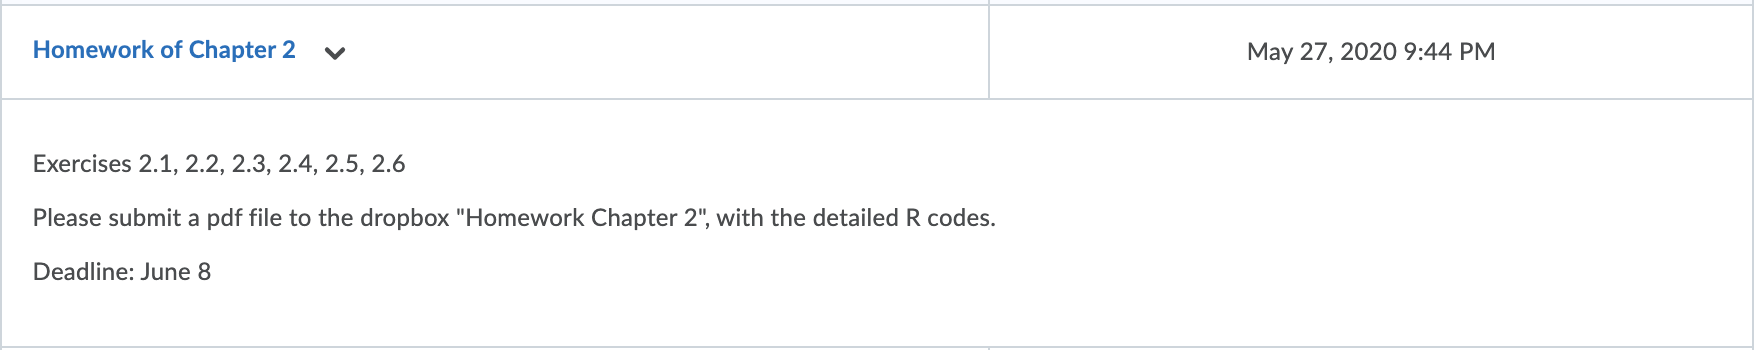 Homework of Chapter 2
May 27, 2020 9:44 PM
Exercises 2.1, 2.2, 2.3, 2.4, 2.5, 2.6
Please submit a pdf file to the dropbox "Homework Chapter 2", with the detailed R codes.
Deadline: June 8